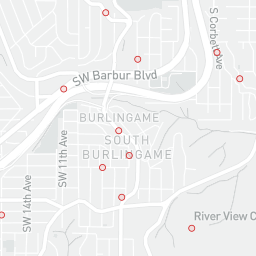 S Corbett Ave
SW Barbur Blvd
BURLINGAME
SOUTH
BURLINGAME
SW 11th Ave
SW 14th Ave
River View C